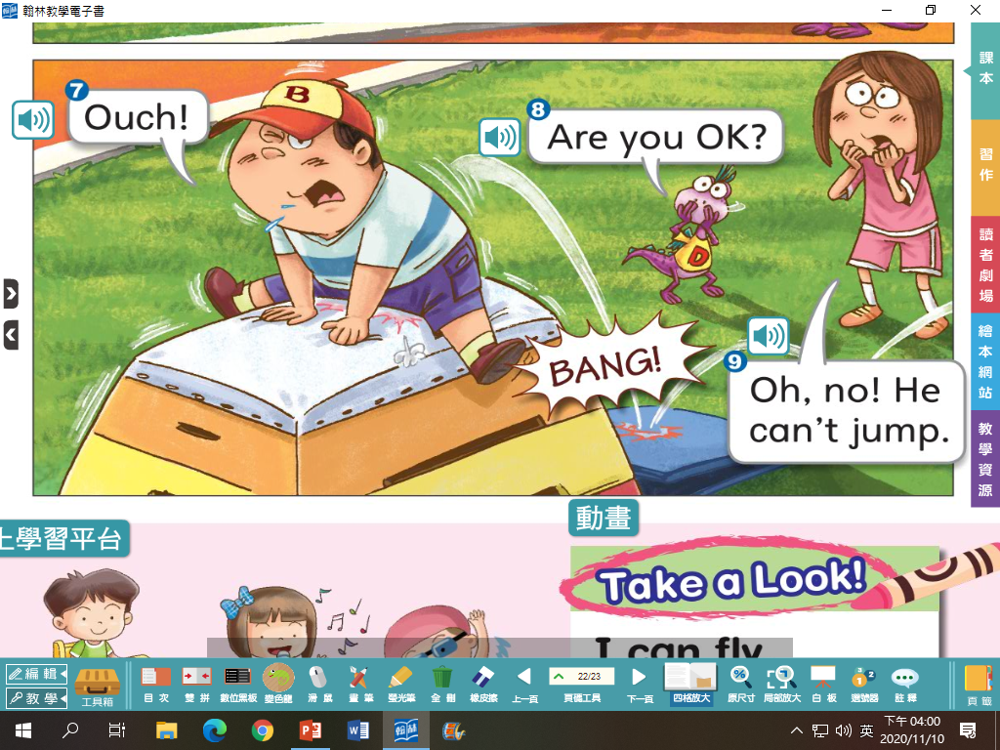 翰林教學電子書
課本
習作
讀者劇場
繪本網站
教學資源
7
Ouch!
B
8
Are you OK?
D
BANG!
9
Oh, no! He
can't jump.
上學習平台
動畫
Take a Look!
I can fly
編輯
教學
工具箱
目次
雙拼
數位黑板
變色龍
滑鼠
畫筆
螢光筆
全刪
橡皮擦
上一頁
22/23
頁碼工具
下一頁
四格放大
原尺寸
局部放大
白板
選號器
註釋
頁籤
翰林
英
下午 04:00
2020/11/10